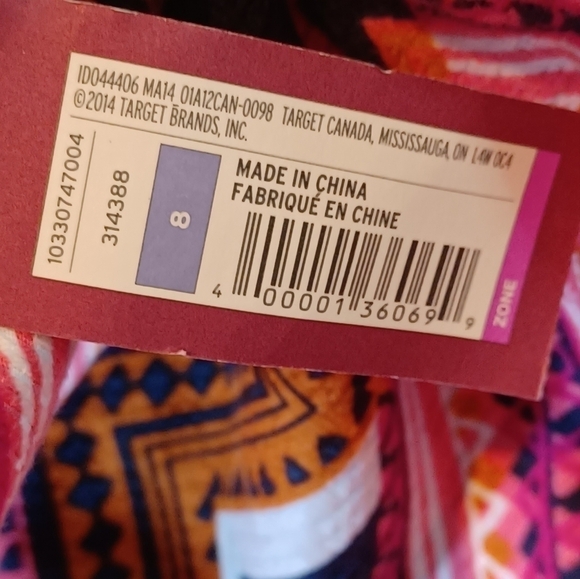 ID044406 MA14 01A12CAN-0098 TARGET CANADA, MISSISSAUGA, ON L4W 0C4
©2014 TARGET BRANDS, INC.
10330747004
314388
8
MADE IN CHINA
FABRIQUÉ EN CHINE
4 00001 36069 9
ZONE